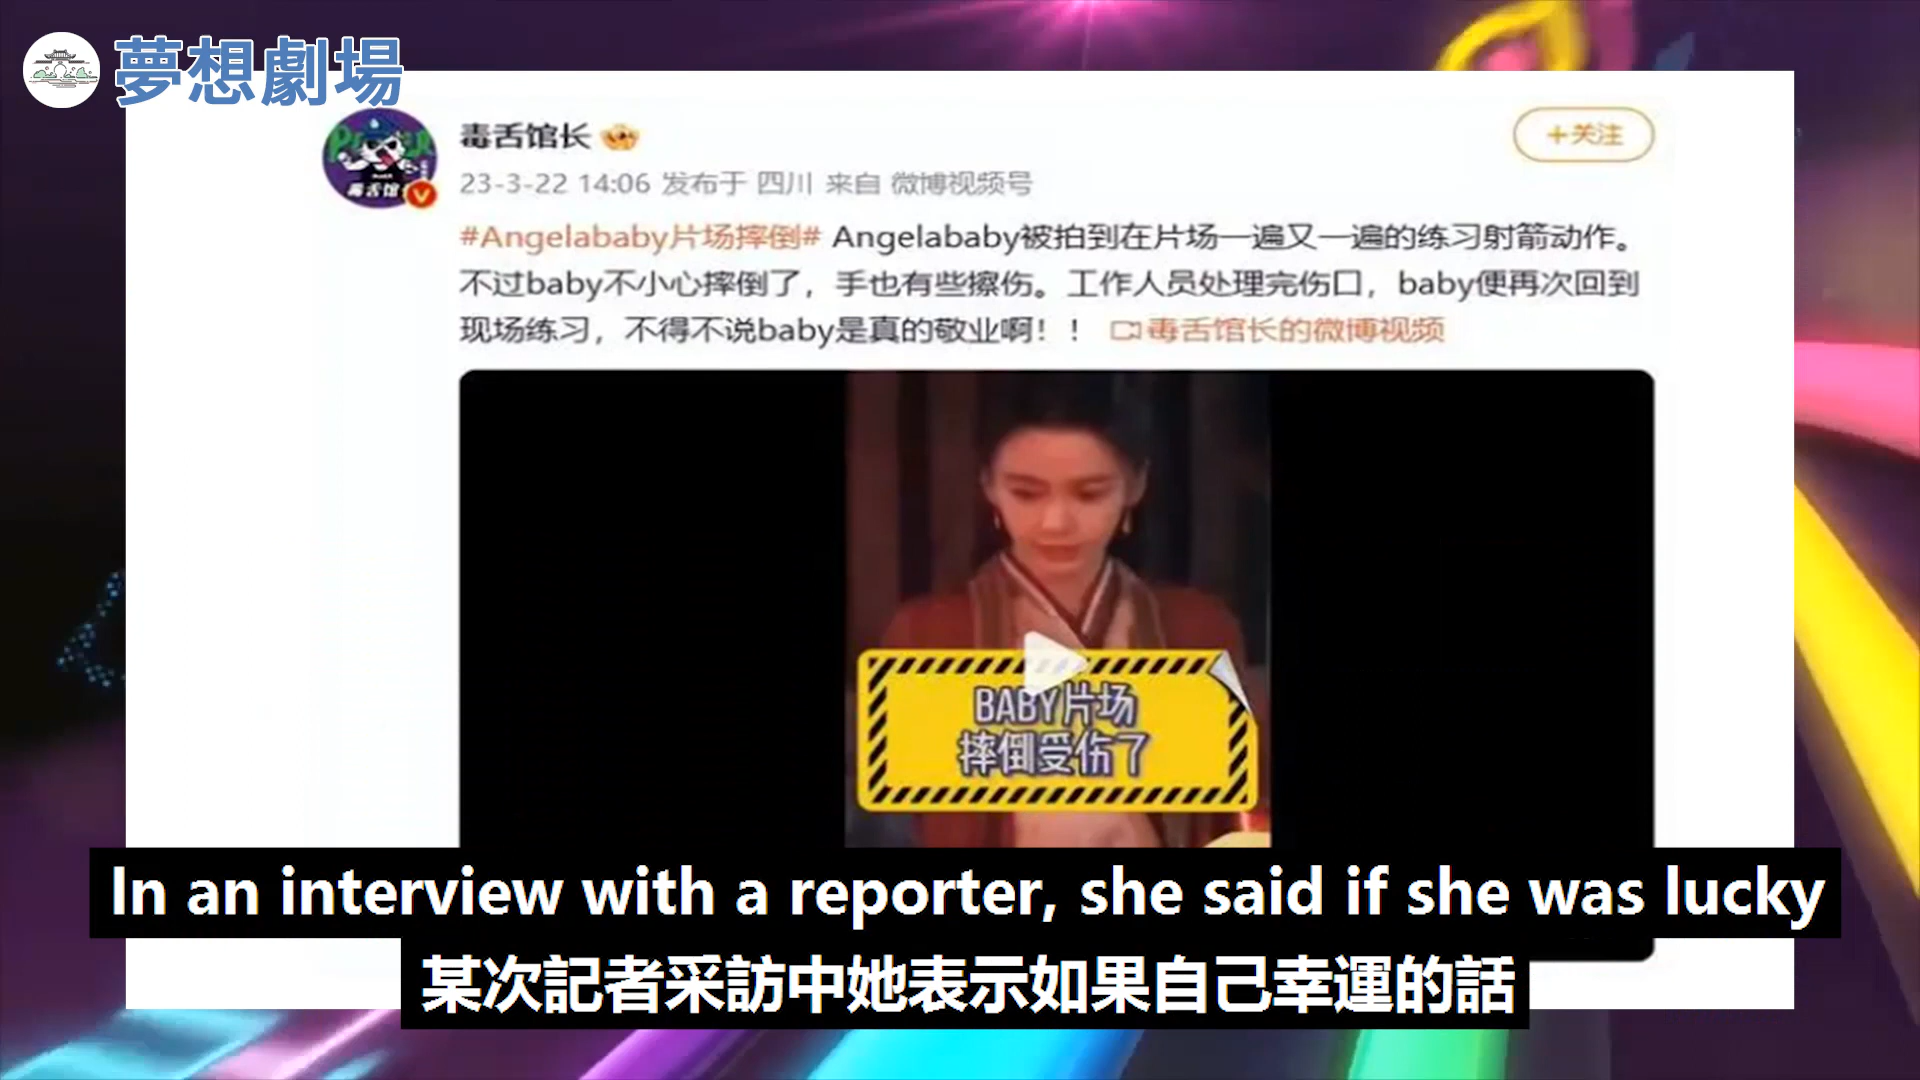 夢想劇場
毒舌馆长
+关注
23-3-22 14:06 发布于 四川 来自 微博视频号
#Angelababy片场摔倒# Angelababy被拍到在片场一遍又一遍的练习射箭动作。
不过baby不小心摔倒了，手也有些擦伤。工作人员处理完伤口，baby便再次回到
现场练习，不得不说baby是真的敬业啊！！ 毒舌馆长的微博视频
BABY片场
摔倒受伤了
In an interview with a reporter, she said if she was lucky
某次記者采訪中她表示如果自己幸運的話